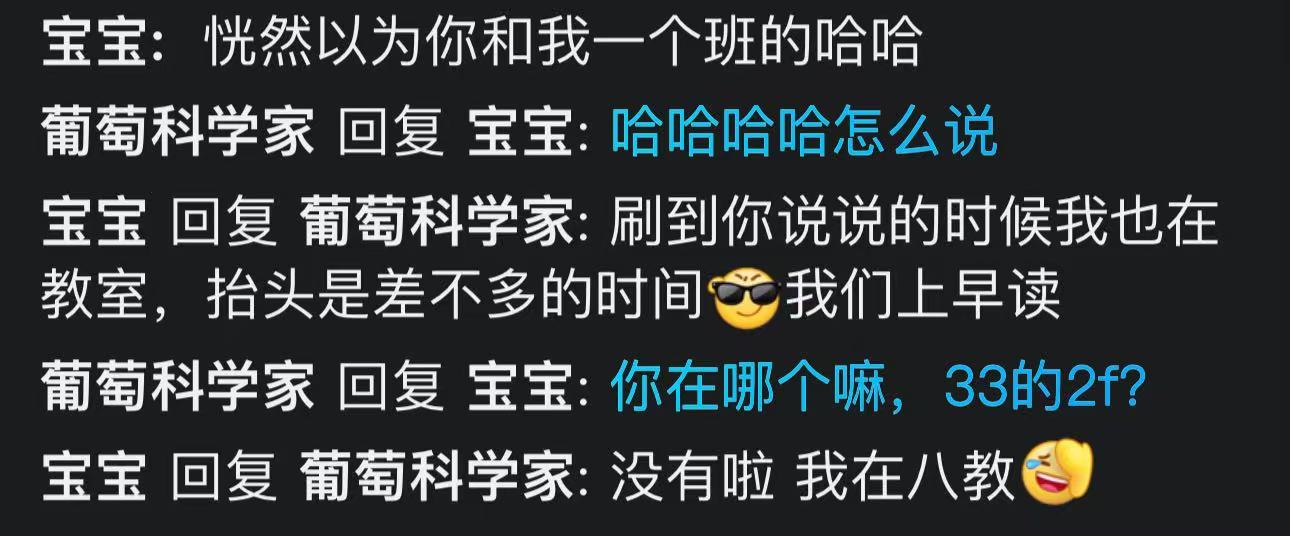 宝宝：恍然以为你和我一个班的哈哈
葡萄科学家 回复 宝宝: 哈哈哈哈怎么说
宝宝 回复 葡萄科学家: 刷到你说说的时候我也在
教室，抬头是差不多的时间😎我们上早读
葡萄科学家 回复 宝宝: 你在哪个嘛，33的2f?
宝宝 回复 葡萄科学家: 没有啦 我在八教🤣